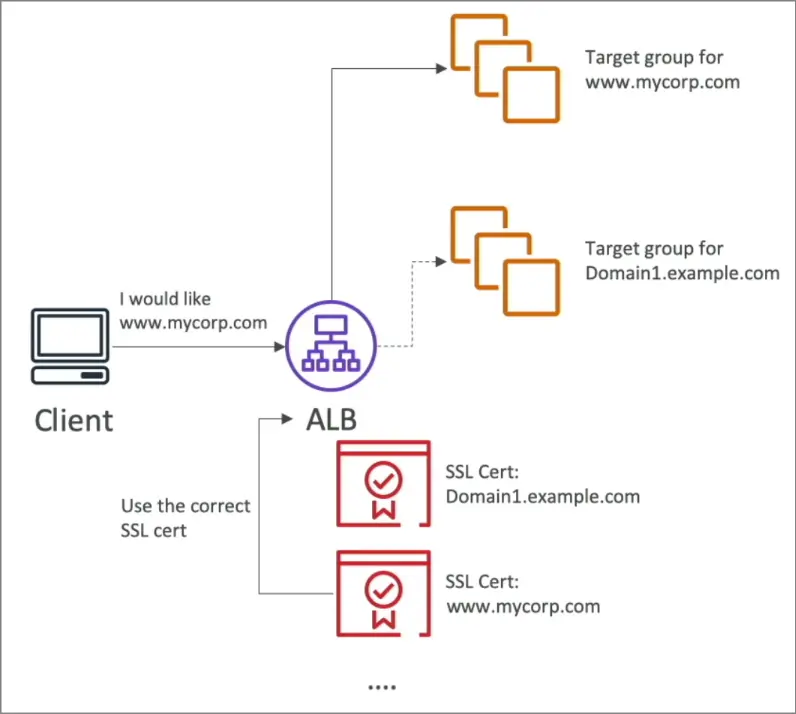 Target group for
www.mycorp.com
Target group for
Domain1.example.com
I would like
www.mycorp.com
Client
ALB
SSL Cert:
Domain1.example.com
Use the correct
SSL cert
SSL Cert:
www.mycorp.com
....